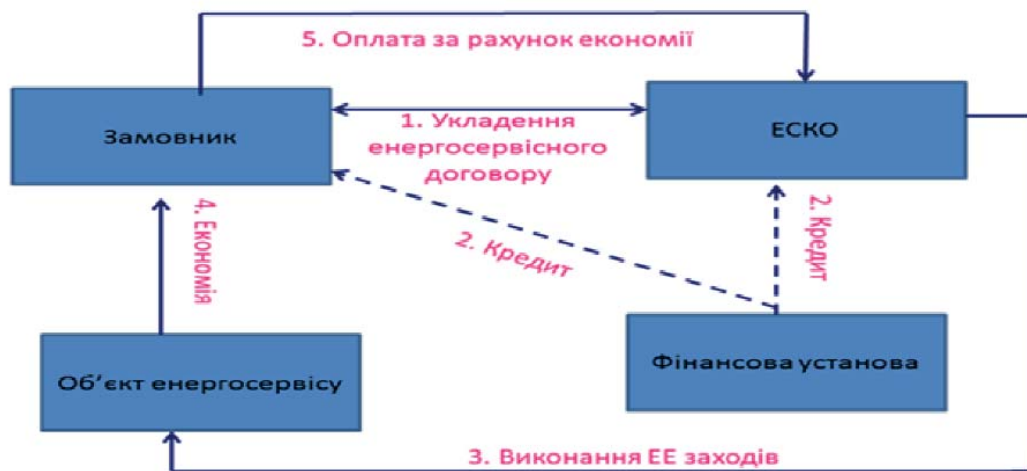 5. Оплата за рахунок економії
Замовник
1. Укладення
енергосервісного
договору
ЕСКО
4. Економія
2. Кредит
2. Кредит
Об’єкт енергосервісу
Фінансова установа
3. Виконання ЕЕ заходів